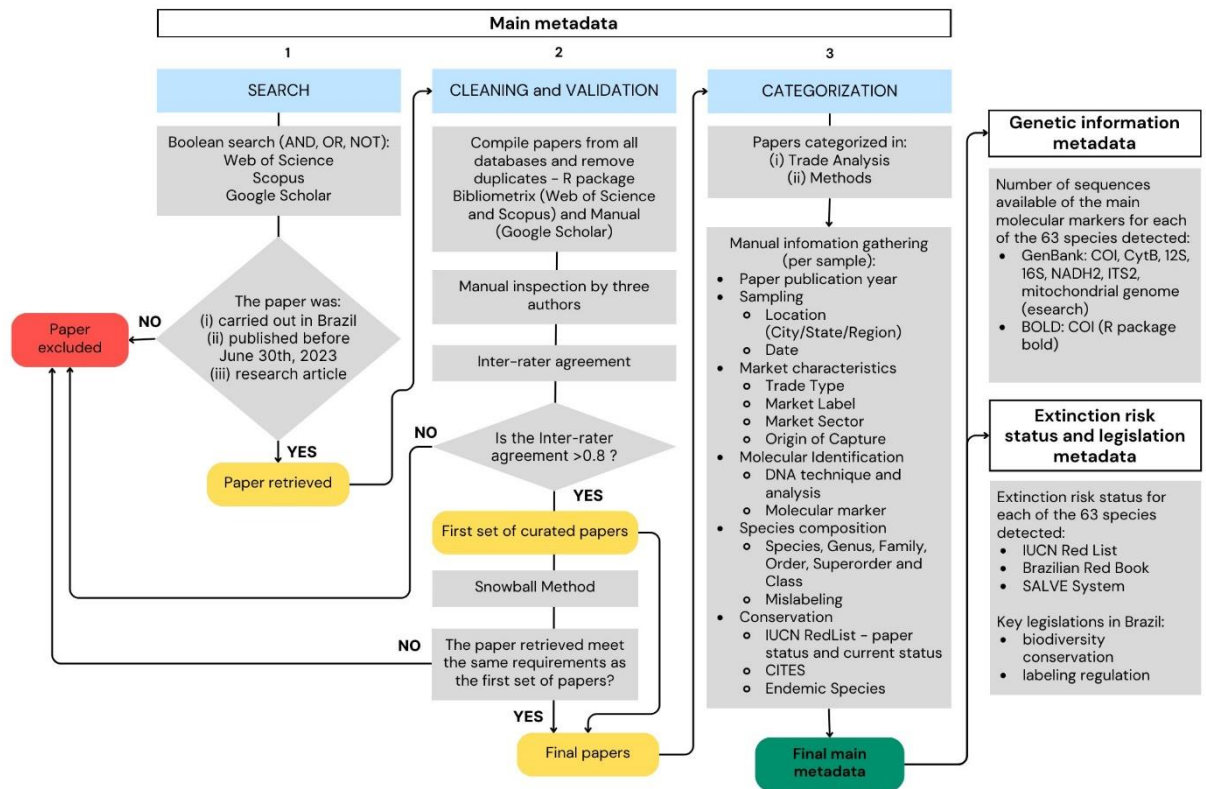 Main metadata
1
SEARCH
Boolean search (AND, OR, NOT):
Web of Science
Scopus
Google Scholar
The paper was:
(i) carried out in Brazil
(ii) published before
June 30th, 2023
(iii) research article
NO
Paper
excluded
YES
Paper retrieved
2
CLEANING and VALIDATION
Compile papers from all
databases and remove
duplicates - R package
Bibliometrix (Web of Science
and Scopus) and Manual
(Google Scholar)
Manual inspection by three
authors
Inter-rater agreement
Is the Inter-rater
agreement >0.8 ?
NO
YES
First set of curated papers
Snowball Method
The paper retrieved meet
the same requirements as
the first set of papers?
NO
YES
Final papers
3
CATEGORIZATION
Papers categorized in:
(i) Trade Analysis
(ii) Methods
Manual infomation gathering
(per sample):
• Paper publication year
• Sampling
o Location
(City/State/Region)
o Date
• Market characteristics
o Trade Type
o Market Label
o Market Sector
o Origin of Capture
• Molecular Identification
o DNA technique and
analysis
o Molecular marker
• Species composition
o Species, Genus, Family,
Order, Superorder and
Class
o Mislabeling
• Conservation
o IUCN RedList - paper
status and current status
o CITES
o Endemic Species
Final main
metadata
Genetic information
metadata
Number of sequences
available of the main
molecular markers for each
of the 63 species detected:
• GenBank: COI, CytB, 12S,
16S, NADH2, ITS2,
mitochondrial genome
(esearch)
• BOLD: COI (R package
bold)
Extinction risk
status and legislation
metadata
Extinction risk status for
each of the 63 species
detected:
• IUCN Red List
• Brazilian Red Book
• SALVE System
Key legislations in Brazil:
• biodiversity
conservation
• labeling regulation